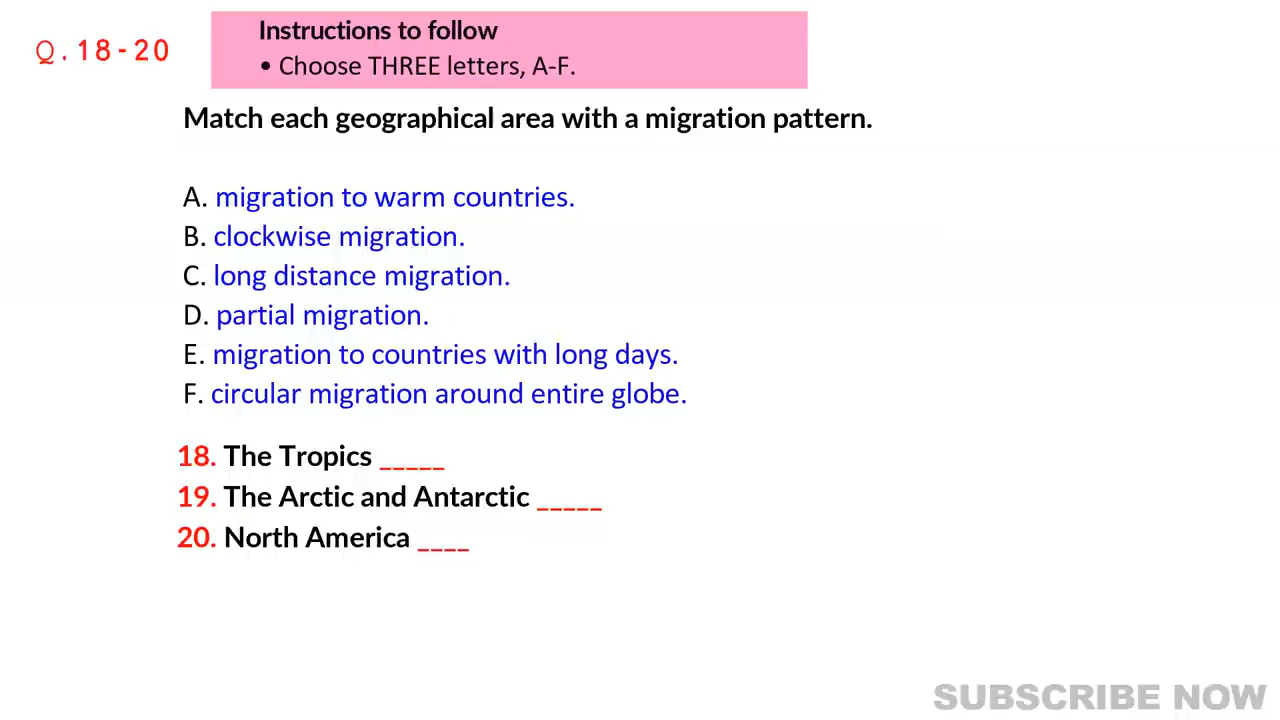 Q.18-20
Instructions to follow
• Choose THREE letters, A-F.
Match each geographical area with a migration pattern.
A. migration to warm countries.
B. clockwise migration.
C. long distance migration.
D. partial migration.
E. migration to countries with long days.
F. circular migration around entire globe.
18. The Tropics _____
19. The Arctic and Antarctic _____
20. North America ____
SUBSCRIBE NOW